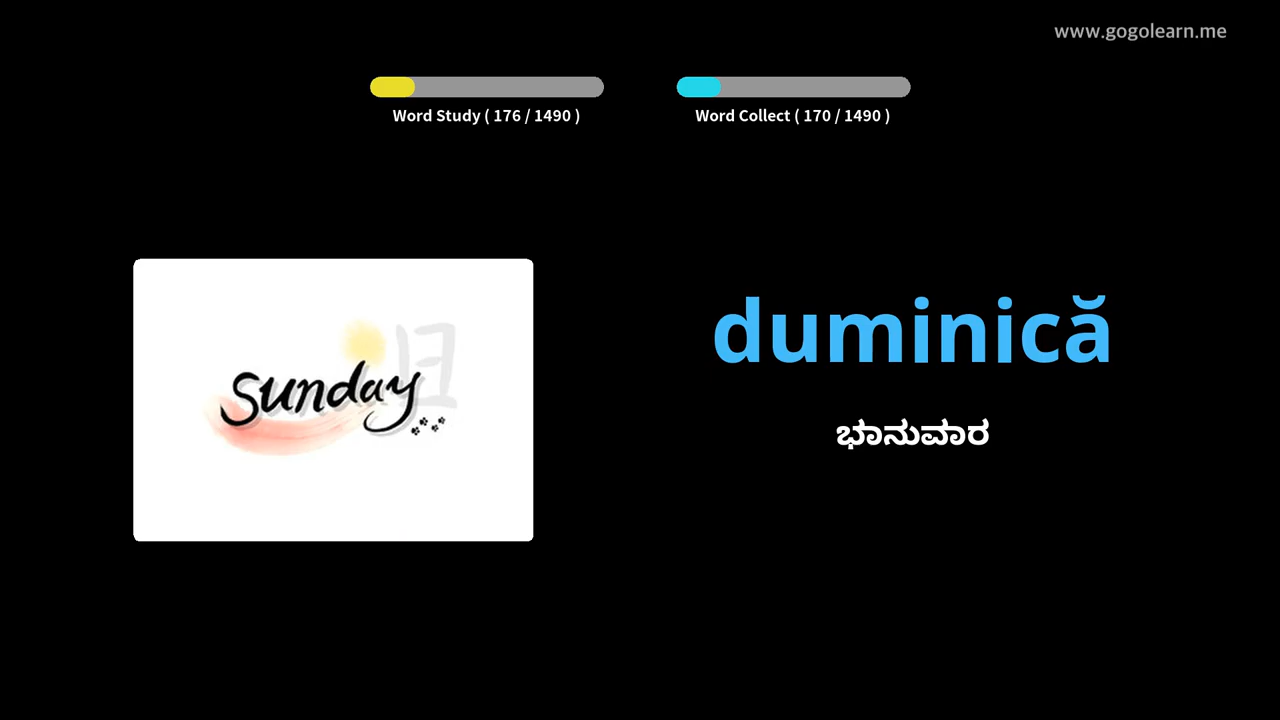 www.gogolearn.me
Word Study ( 176 / 1490 )
Word Collect ( 170 / 1490 )
Sunday
duminică
ಭಾನುವಾರ